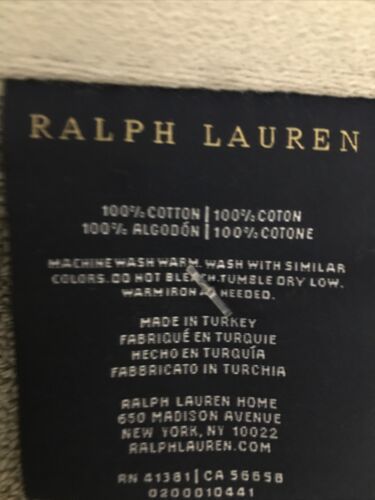 RALPH LAUREN
100% COTTON | 100% COTON
100% ALGODÓN | 100% COTONE
MACHINE WASH WARM. WASH WITH SIMILAR
COLORS. DO NOT BLEACH. TUMBLE DRY LOW.
WARM IRON AS NEEDED.
MADE IN TURKEY
FABRIQUÉ EN TURQUIE
HECHO EN TURQUÍA
FABBRICATO IN TURCHIA
RALPH LAUREN HOME
650 MADISON AVENUE
NEW YORK, NY 10022
RALPHLAUREN.COM
RN 41381 | CA 56658
0200010441